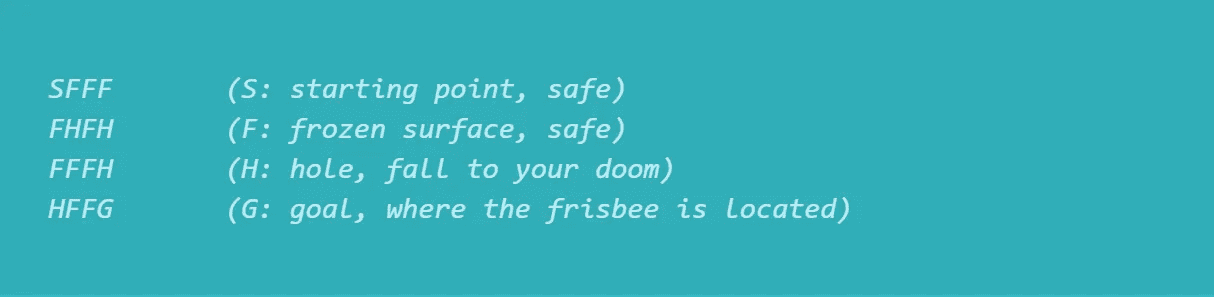 SFFF (S: starting point, safe)
FHFH (F: frozen surface, safe)
FFFH (H: hole, fall to your doom)
HFFG (G: goal, where the frisbee is located)